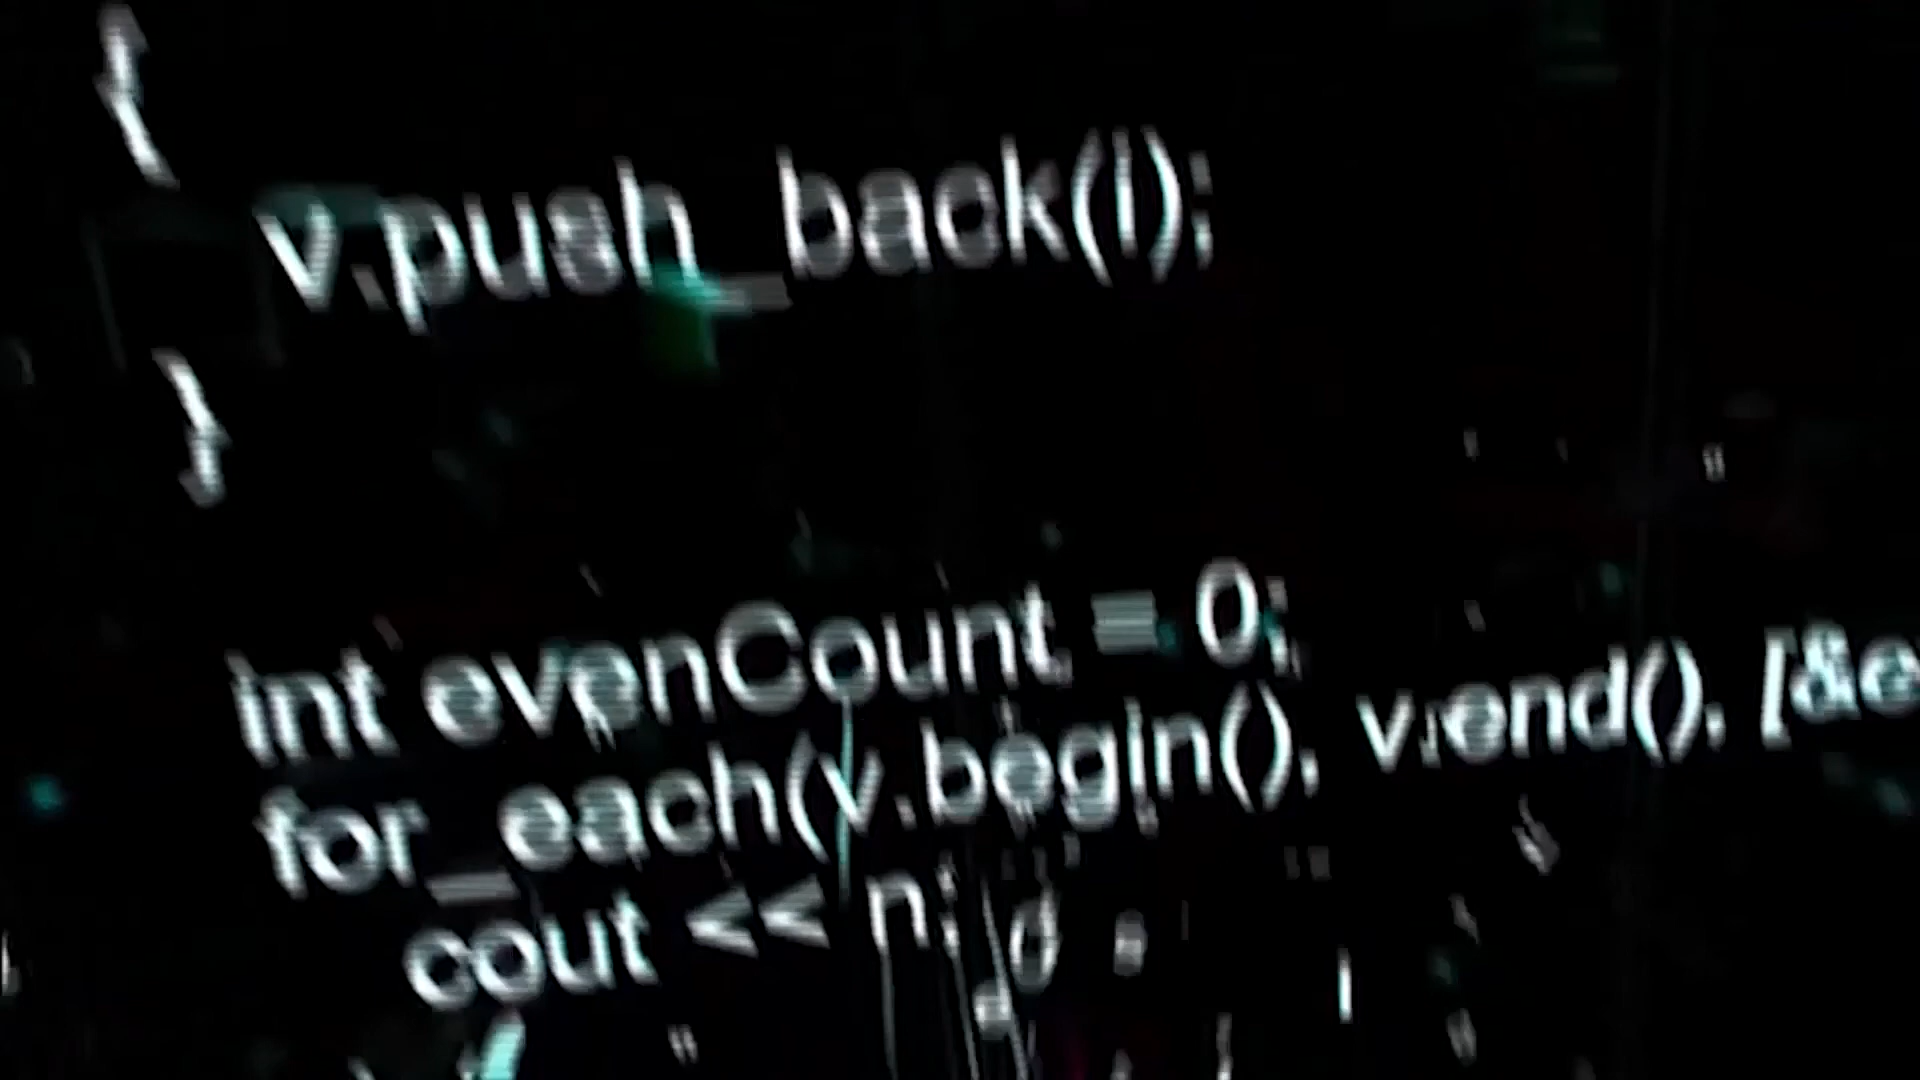 {
v.push_back(i);
}
int evenCount = 0;
for_each(v.begin(), v.end(), [&e
cout << n;